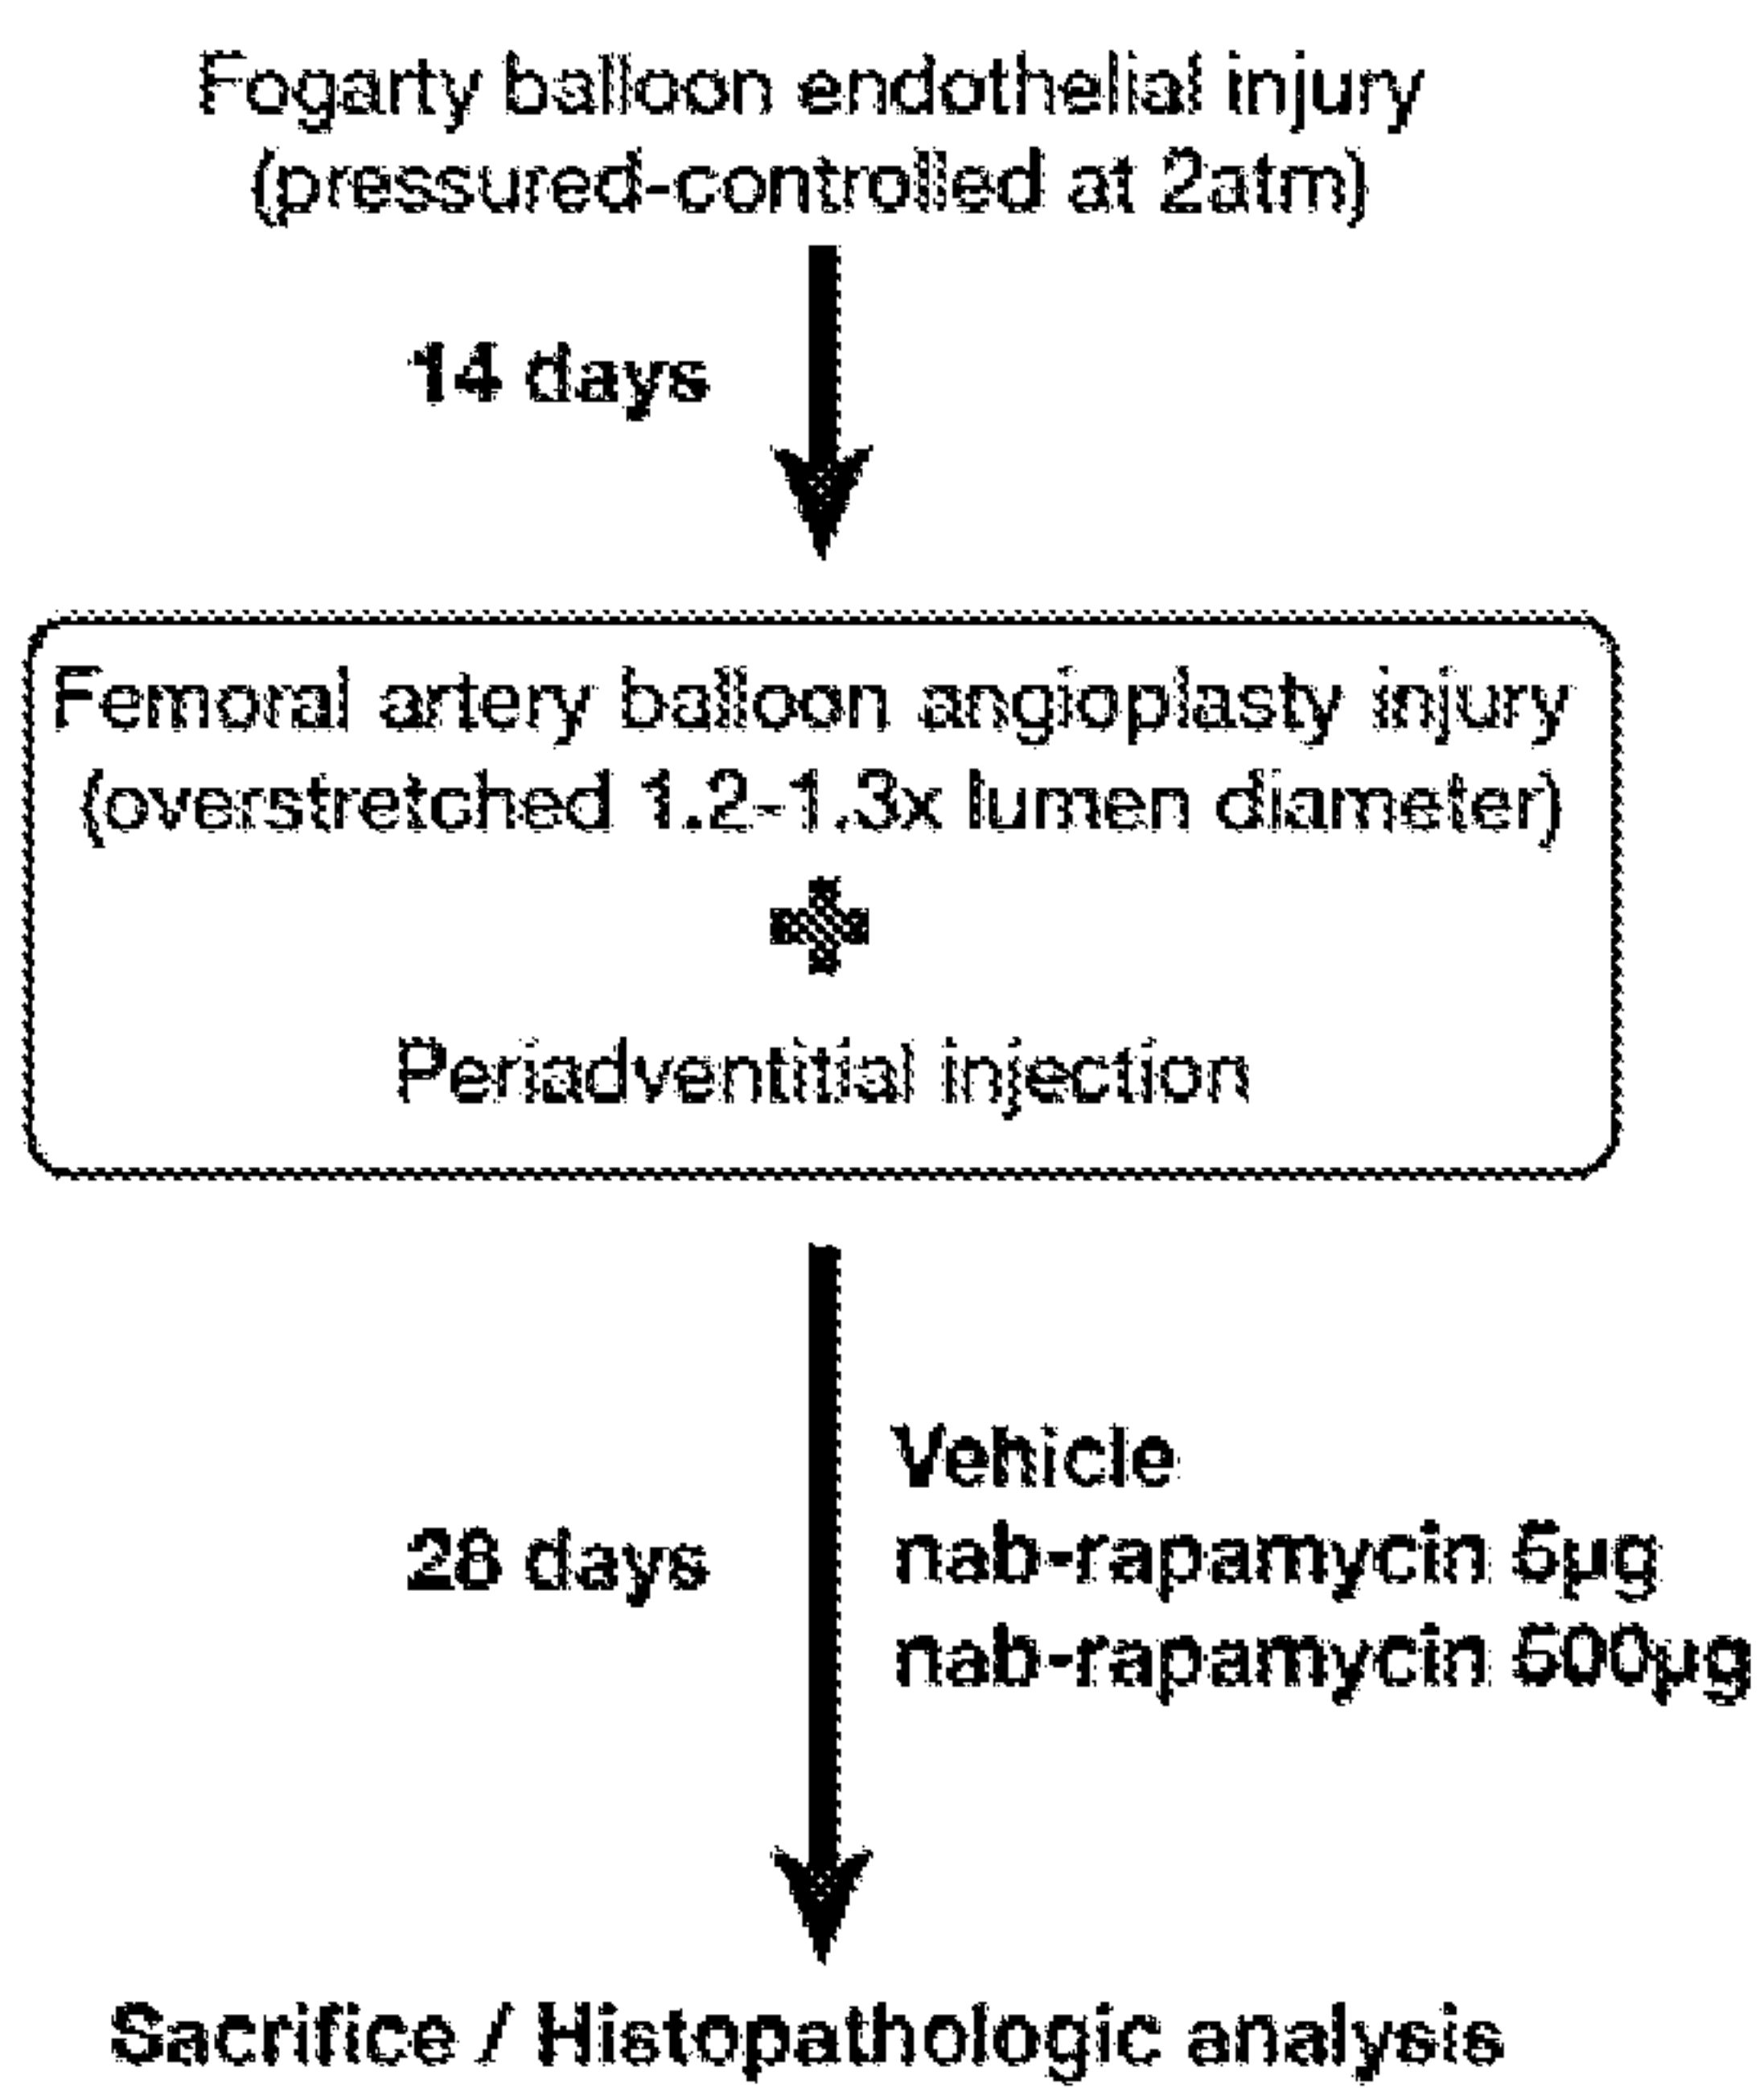 Fogarty balloon endothelial injury
(pressured-controlled at 2atm)
14 days
Femoral artery balloon angioplasty injury
(overstretched 1.2-1.3x lumen diameter)
+
Periadventitial injection
Vehicle
28 days nab-rapamycin 5µg
nab-rapamycin 500µg
Sacrifice / Histopathologic analysis